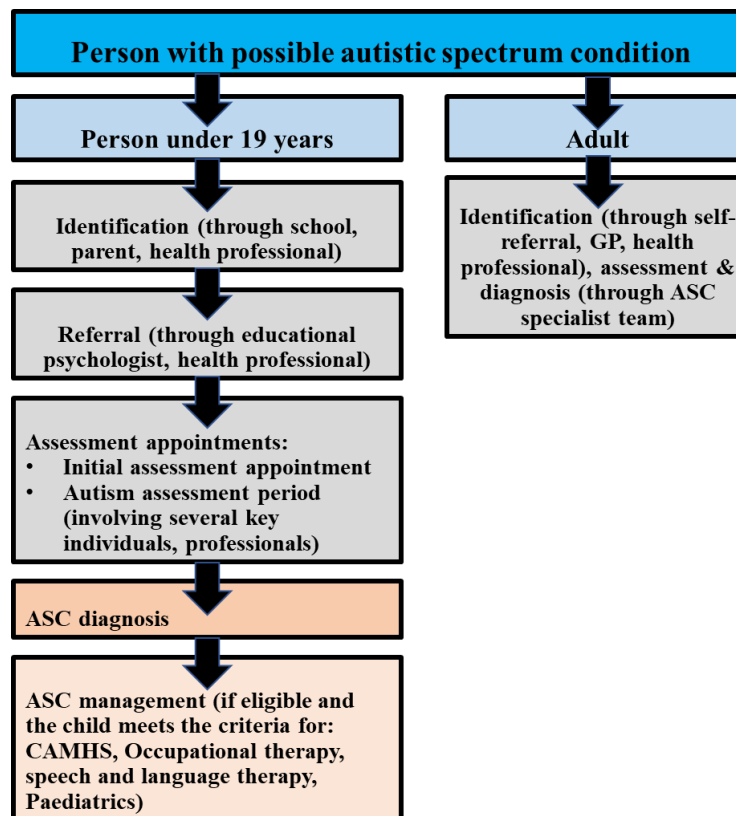 Person with possible autistic spectrum condition
Person under 19 years
Identification (through school,
parent, health professional)
Referral (through educational
psychologist, health professional)
Assessment appointments:
• Initial assessment appointment
• Autism assessment period
(involving several key
individuals, professionals)
ASC diagnosis
ASC management (if eligible and
the child meets the criteria for:
CAMHS, Occupational therapy,
speech and language therapy,
Paediatrics)
Adult
Identification (through self-
referral, GP, health
professional), assessment &
diagnosis (through ASC
specialist team)